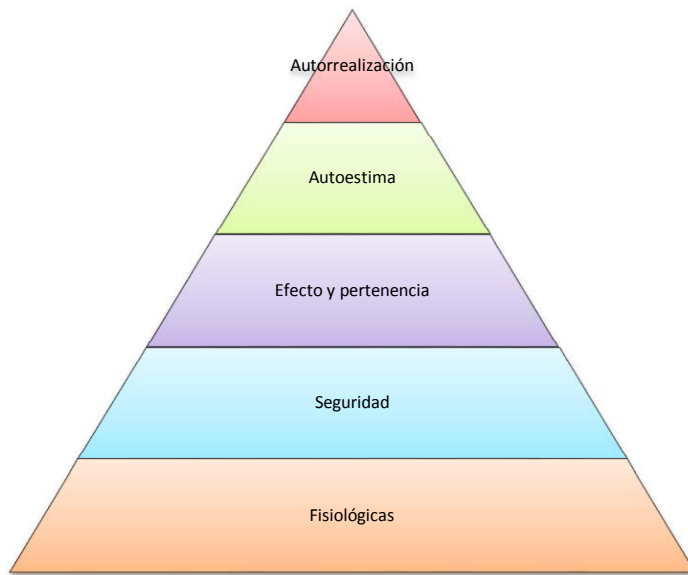 Autorrealización
Autoestima
Efecto y pertenencia
Seguridad
Fisiológicas